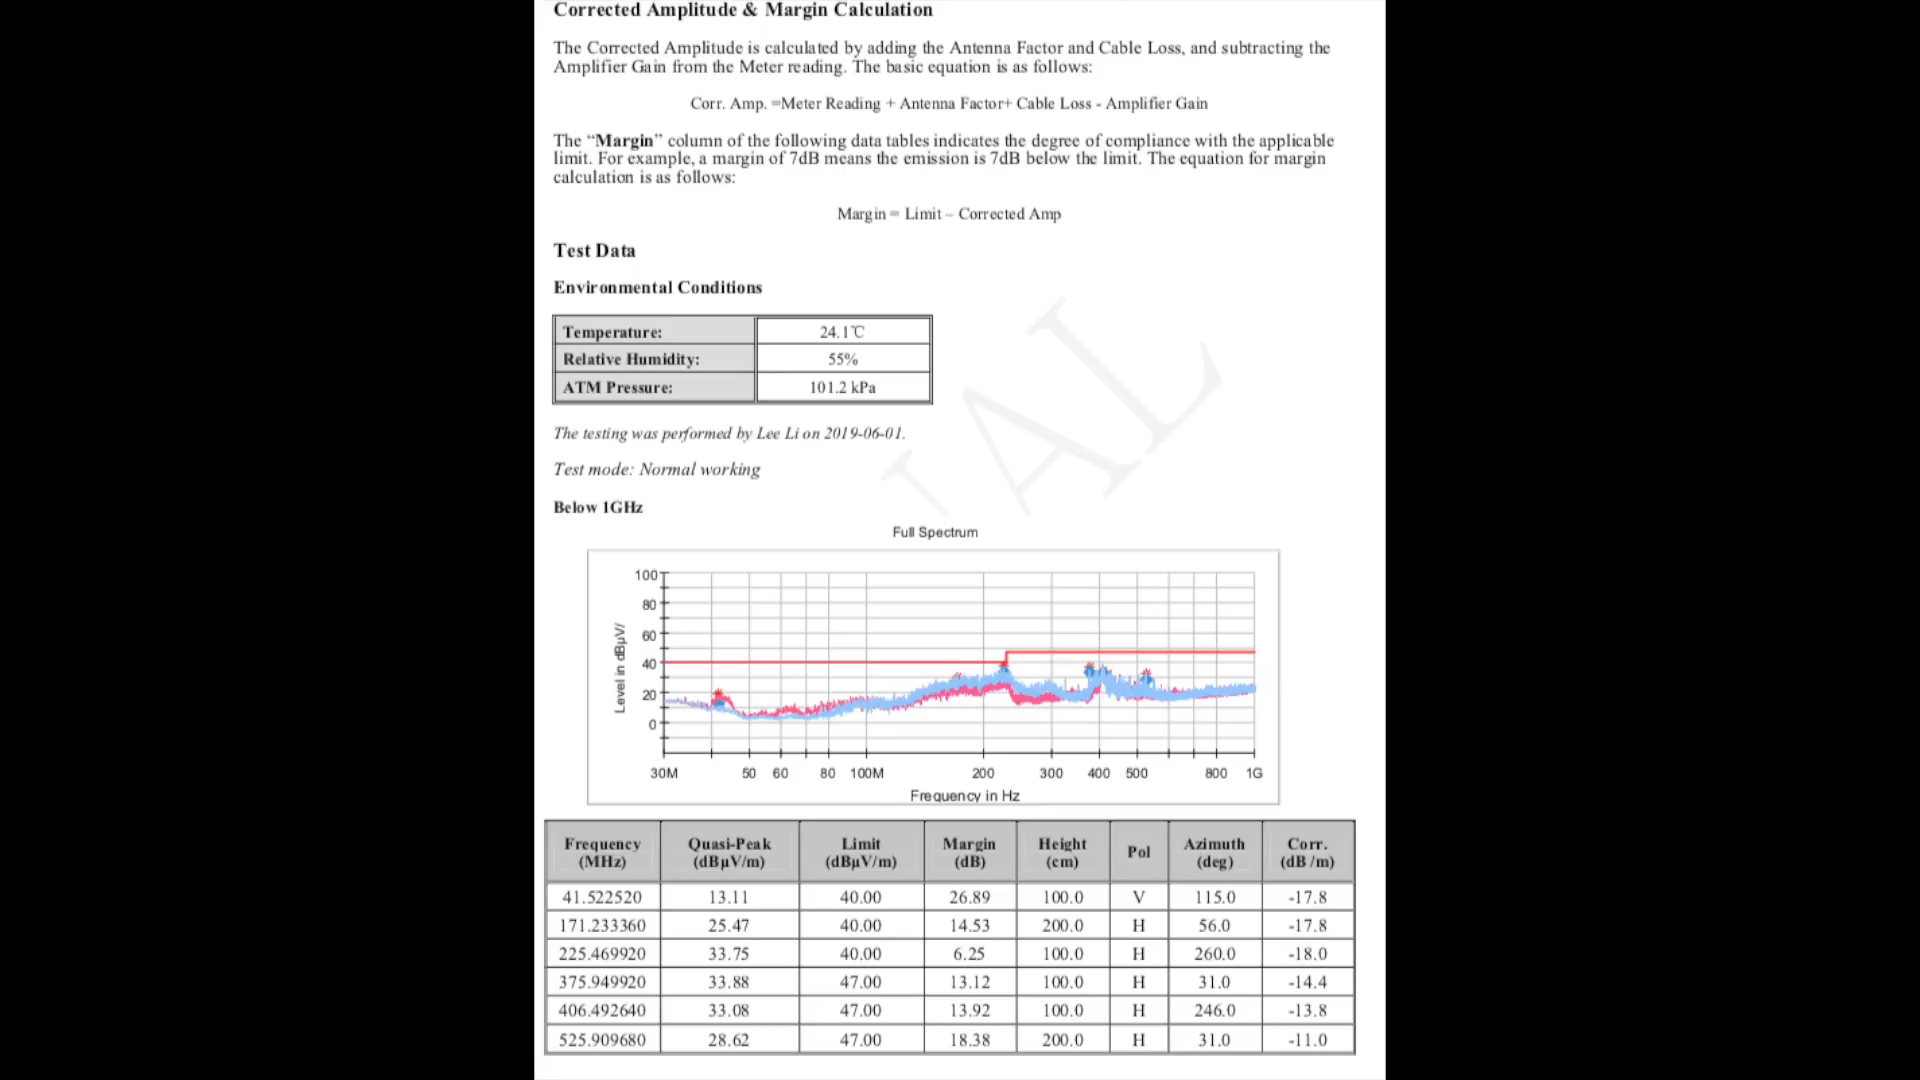 Corrected Amplitude & Margin Calculation
The Corrected Amplitude is calculated by adding the Antenna Factor and Cable Loss, and subtracting the
Amplifier Gain from the Meter reading. The basic equation is as follows:
Corr. Amp. =Meter Reading + Antenna Factor+ Cable Loss - Amplifier Gain
The “Margin” column of the following data tables indicates the degree of compliance with the applicable
limit. For example, a margin of 7dB means the emission is 7dB below the limit. The equation for margin
calculation is as follows:
Margin = Limit – Corrected Amp
Test Data
Environmental Conditions
Temperature: 24.1℃
Relative Humidity: 55%
ATM Pressure: 101.2 kPa
The testing was performed by Lee Li on 2019-06-01.
Test mode: Normal working
Below 1GHz
Full Spectrum
Level in dBµV/
100
80
60
40
20
0
30M 50 60 80 100M 200 300 400 500 800 1G
Frequency in Hz
Frequency (MHz) Quasi-Peak (dBµV/m) Limit (dBµV/m) Margin (dB) Height (cm) Pol Azimuth (deg) Corr. (dB /m)
41.522520 13.11 40.00 26.89 100.0 V 115.0 -17.8
171.233360 25.47 40.00 14.53 200.0 H 56.0 -17.8
225.469920 33.75 40.00 6.25 100.0 H 260.0 -18.0
375.949920 33.88 47.00 13.12 100.0 H 31.0 -14.4
406.492640 33.08 47.00 13.92 100.0 H 246.0 -13.8
525.909680 28.62 47.00 18.38 200.0 H 31.0 -11.0